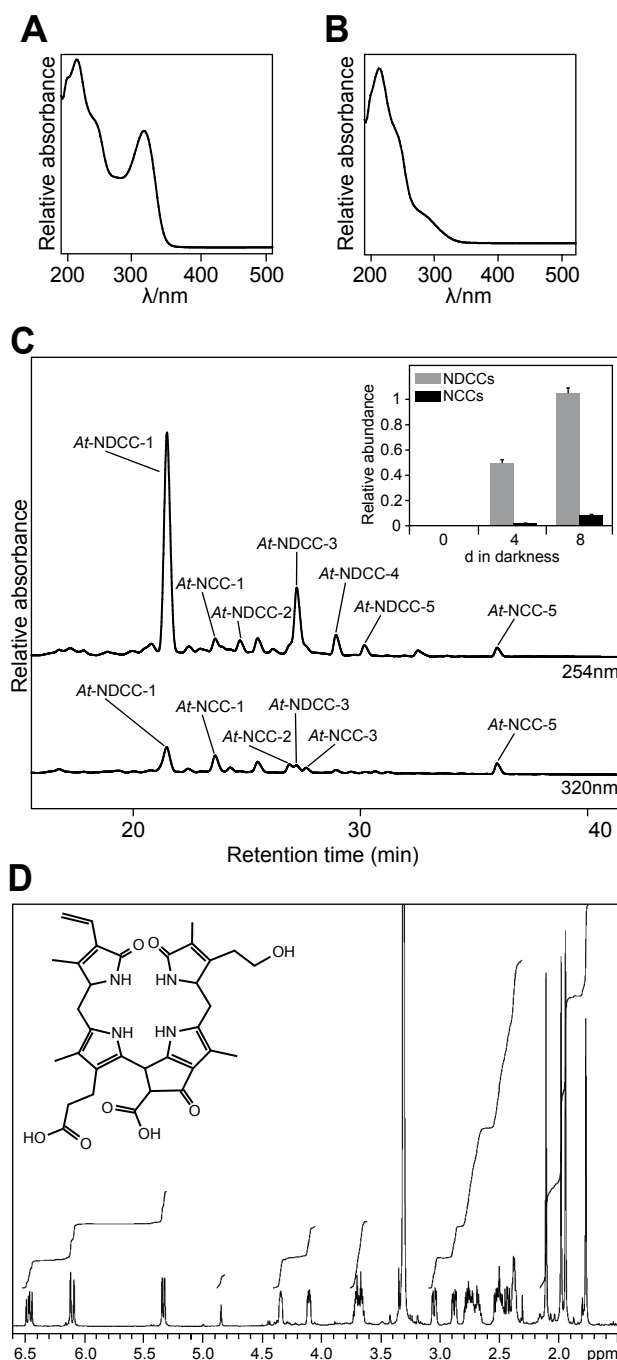 A
B
Relative absorbance
Relative absorbance
200 300 400 500
200 300 400 500
λ/nm
λ/nm
C
NDCCs
NCCs
Relative abundance
1
0.8
0.6
0.4
0.2
0
0 4 8
d in darkness
Relative absorbance
At-NDCC-1
At-NDCC-3
At-NDCC-4
At-NCC-1
At-NDCC-2
At-NDCC-5
At-NCC-5
254nm
At-NDCC-1
At-NDCC-3
At-NCC-1
At-NCC-5
At-NCC-2
At-NCC-3
320nm
20 30 40
Retention time (min)
D
O O OH
NH HN
NH HN
O O
HO O OH
6.5 6.0 5.5 5.0 4.5 4.0 3.5 3.0 2.5 2.0 ppm